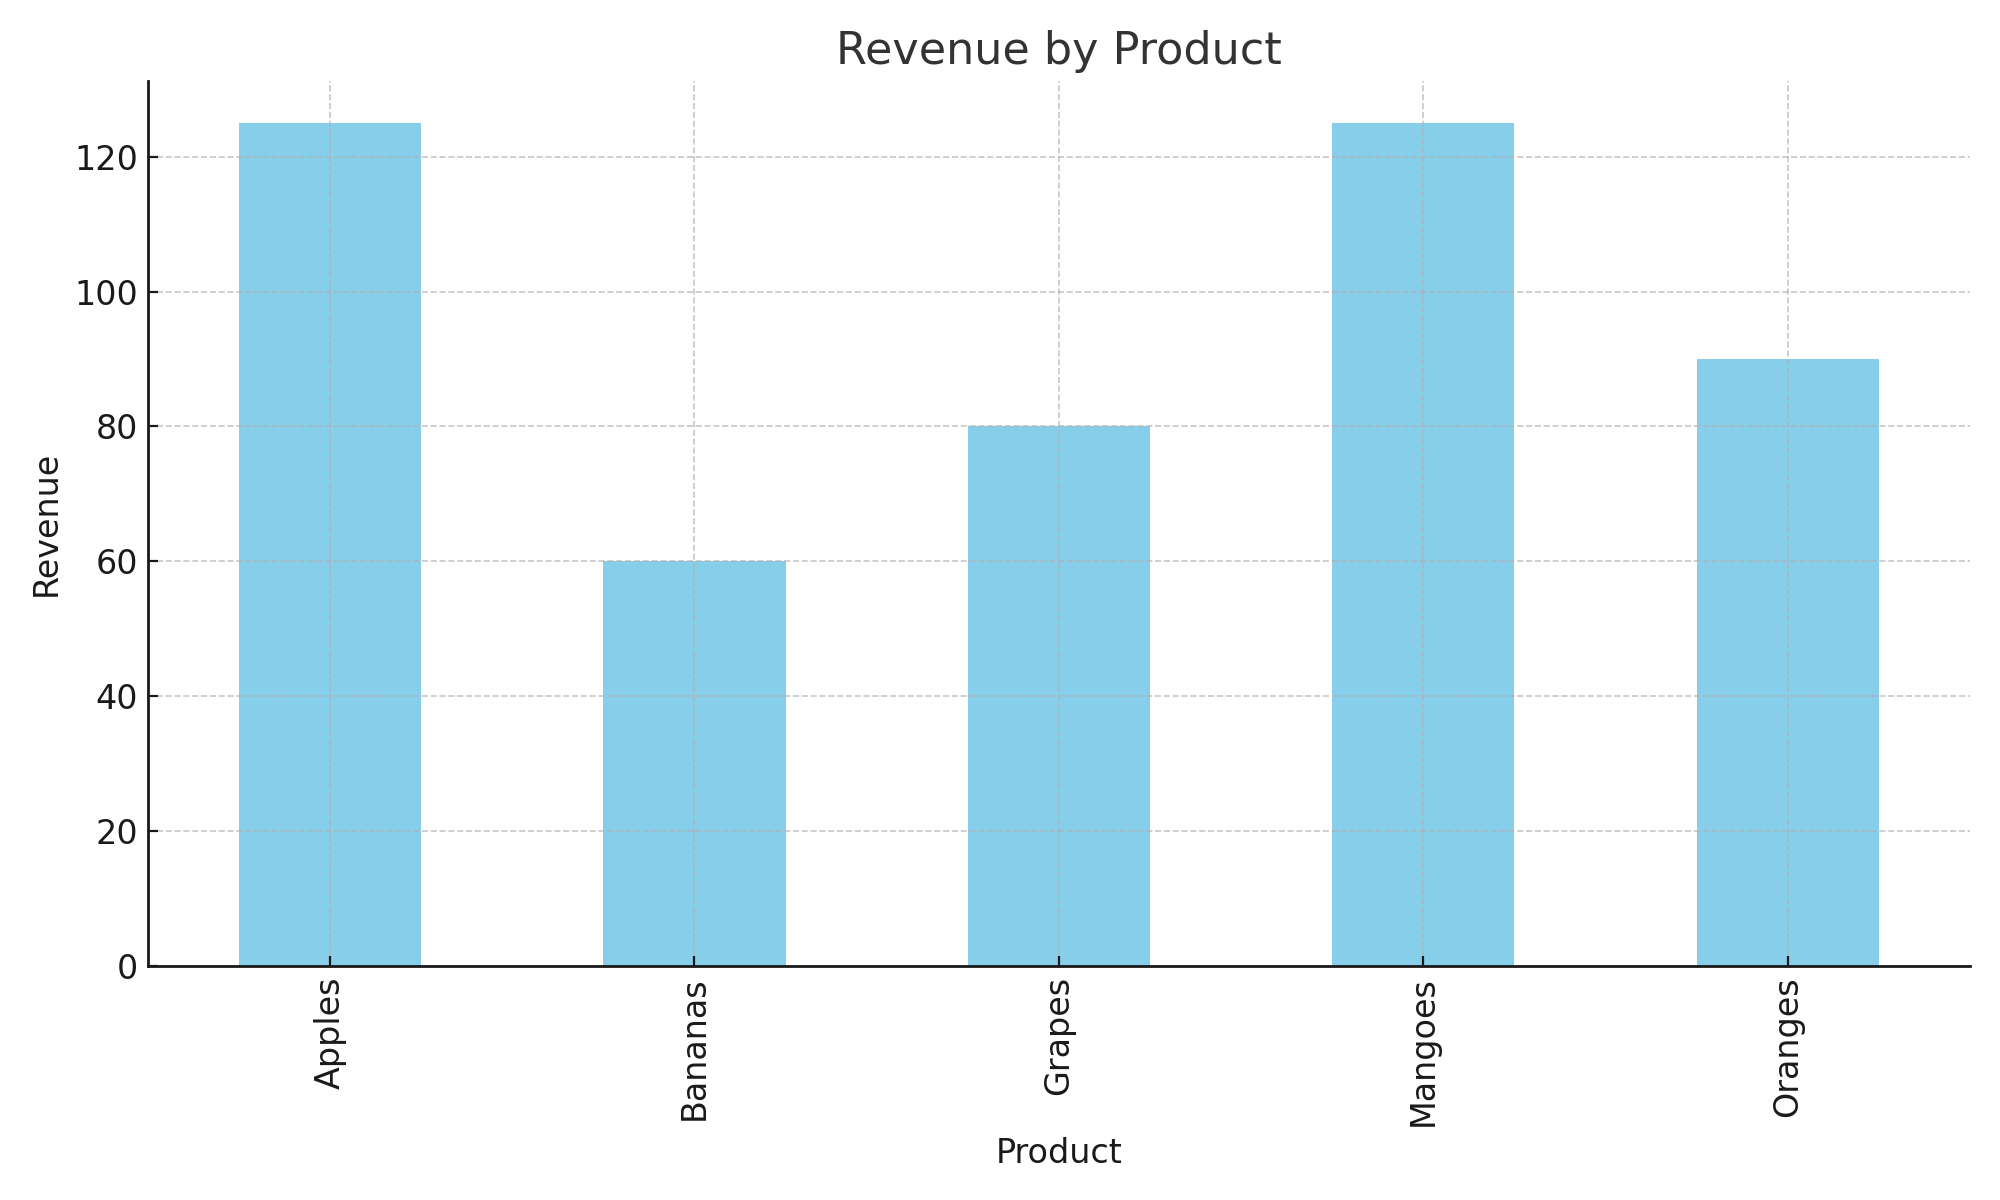 Revenue by Product
Revenue
120
100
80
60
40
20
0
Apples
Bananas
Grapes
Mangoes
Oranges
Product